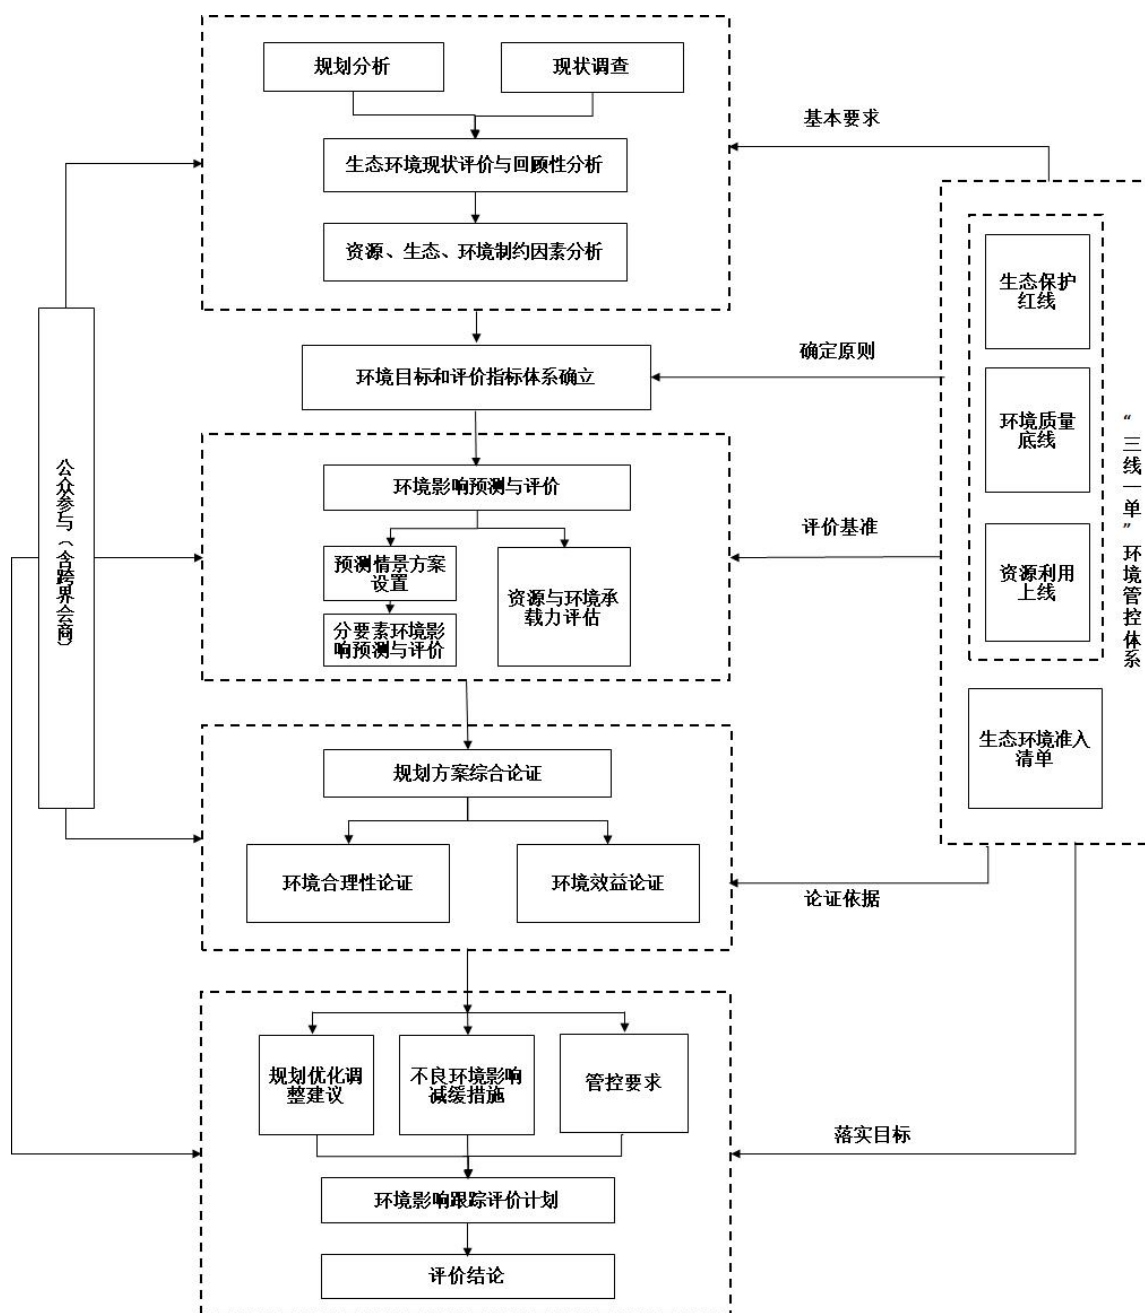 规划分析
现状调查
基本要求
生态环境现状评价与回顾性分析
资源、生态、环境制约因素分析
生态保护
红线
确定原则
环境目标和评价指标体系确立
环境质量
底线
公众参与（含跨界会商）
“三线一单”环境管控体系
环境影响预测与评价
评价基准
预测情景方案
设置
资源与环境承
载力评估
资源利用
上线
分要素环境影
响预测与评价
生态环境准入
清单
规划方案综合论证
环境合理性论证
环境效益论证
论证依据
规划优化调
整建议
不良环境影响
减缓措施
管控要求
落实目标
环境影响跟踪评价计划
评价结论